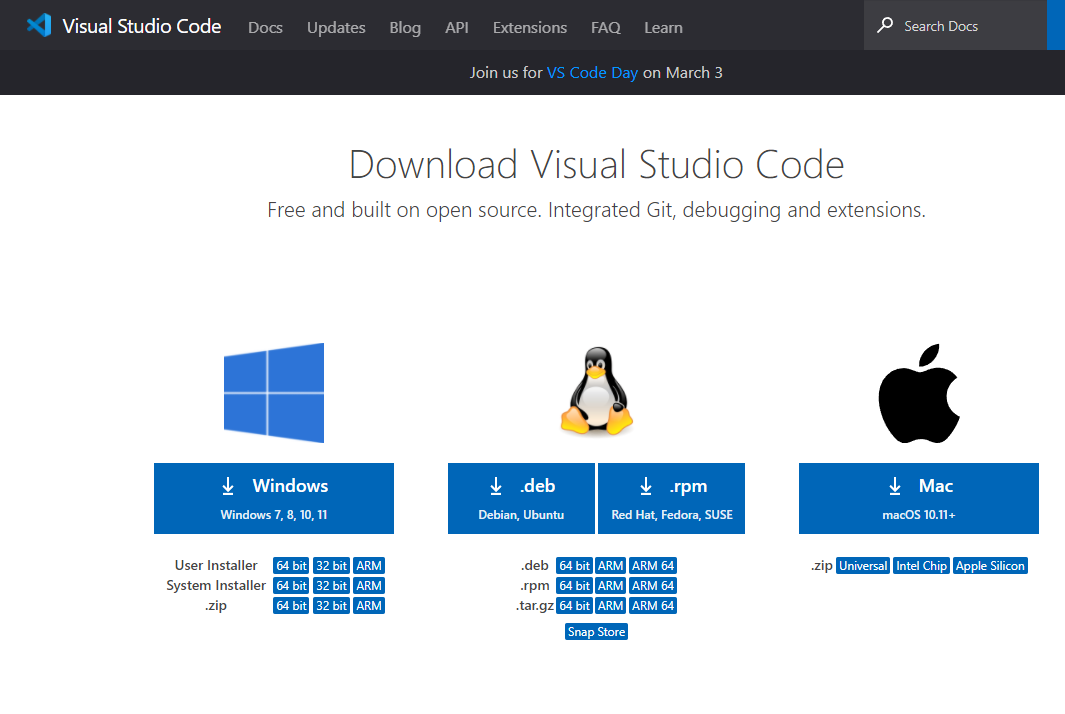 Visual Studio Code Docs Updates Blog API Extensions FAQ Learn Search Docs
Join us for VS Code Day on March 3
Download Visual Studio Code
Free and built on open source. Integrated Git, debugging and extensions.
Windows
Windows 7, 8, 10, 11
.deb
Debian, Ubuntu
.rpm
Red Hat, Fedora, SUSE
Mac
macOS 10.11+
User Installer 64 bit 32 bit ARM
System Installer 64 bit 32 bit ARM
.zip 64 bit 32 bit ARM
.deb 64 bit ARM ARM 64
.rpm 64 bit ARM ARM 64
.tar.gz 64 bit ARM ARM 64
Snap Store
.zip Universal Intel Chip Apple Silicon